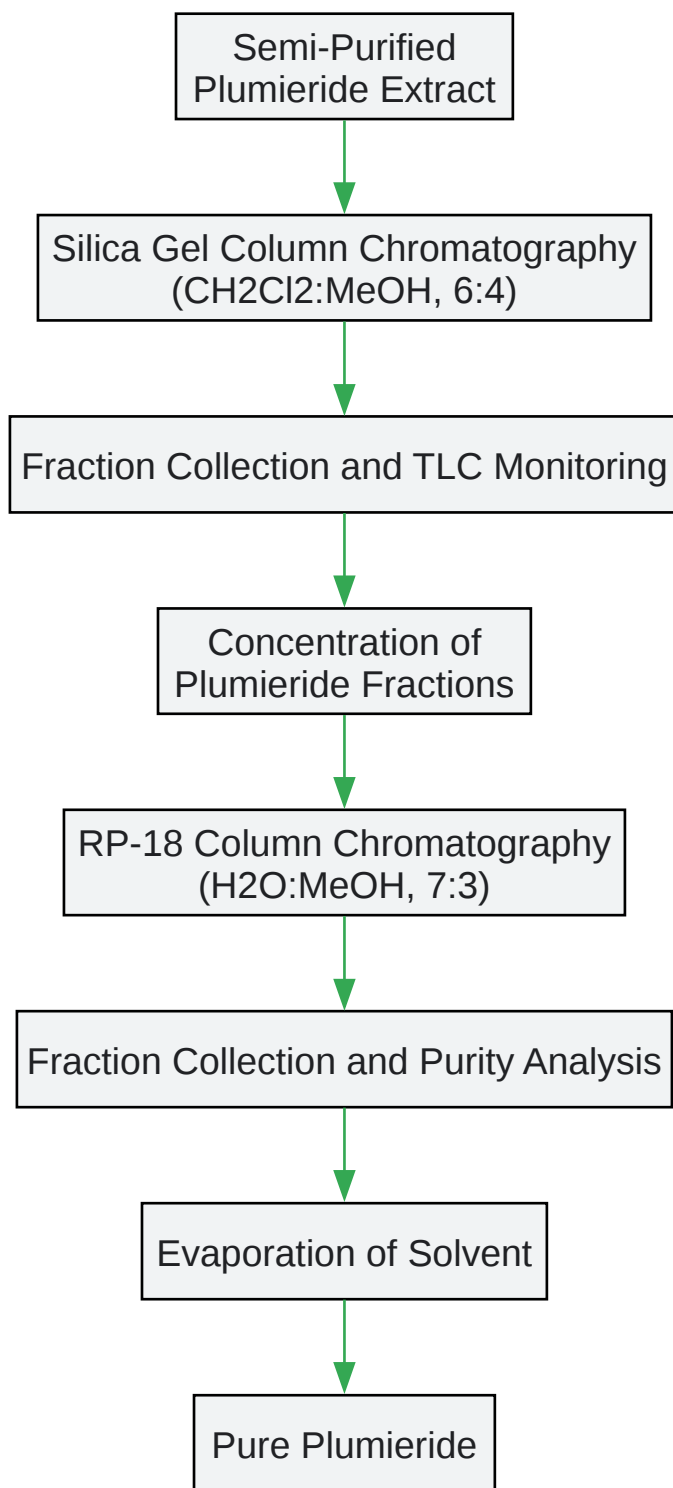 Semi-Purified
Plumieride Extract
Silica Gel Column Chromatography
(CH2Cl2:MeOH, 6:4)
Fraction Collection and TLC Monitoring
Concentration of
Plumieride Fractions
RP-18 Column Chromatography
(H2O:MeOH, 7:3)
Fraction Collection and Purity Analysis
Evaporation of Solvent
Pure Plumieride